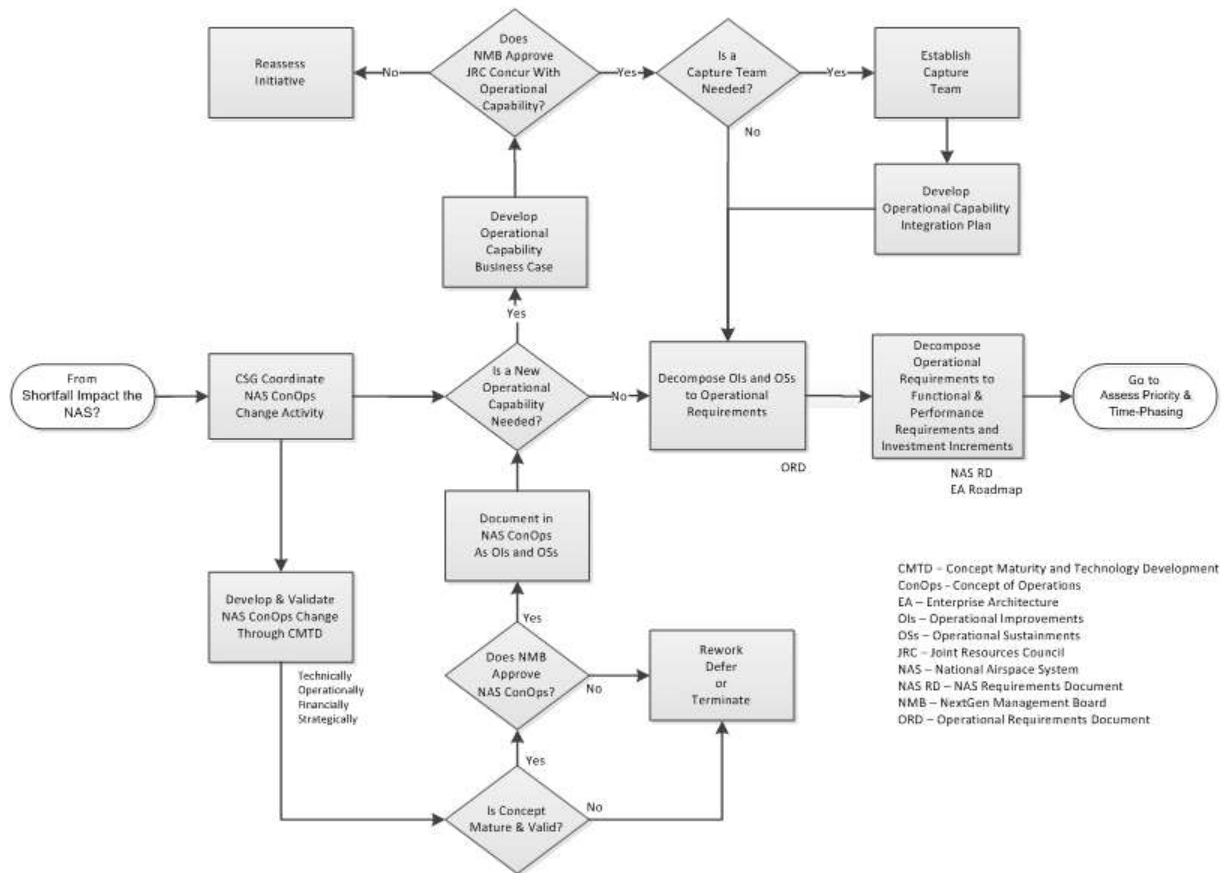 Reassess
Initiative
No
Does
NMB Approve
JRC Concur With
Operational
Capability?
Yes
Is a
Capture Team
Needed?
Yes
Establish
Capture
Team
No
Develop
Operational Capability
Integration Plan
Develop
Operational
Capability
Business Case
Yes
From
Shortfall Impact the
NAS?
CSG Coordinate
NAS ConOps
Change Activity
Is a New
Operational
Capability
Needed?
No
Decompose OIs and OSs
to Operational
Requirements
ORD
Decompose
Operational
Requirements to
Functional &
Performance
Requirements and
Investment Increments
NAS RD
EA Roadmap
Go to
Assess Priority &
Time-Phasing
Document in
NAS ConOps
As OIs and OSs
Yes
Develop & Validate
NAS ConOps Change
Through CMTD
Technically
Operationally
Financially
Strategically
Does NMB
Approve
NAS ConOps?
No
Rework
Defer
or
Terminate
Yes
Is Concept
Mature & Valid?
No
CMTD – Concept Maturity and Technology Development
ConOps - Concept of Operations
EA – Enterprise Architecture
OIs – Operational Improvements
OSs – Operational Sustainments
JRC – Joint Resources Council
NAS – National Airspace System
NAS RD – NAS Requirements Document
NMB – NextGen Management Board
ORD – Operational Requirements Document